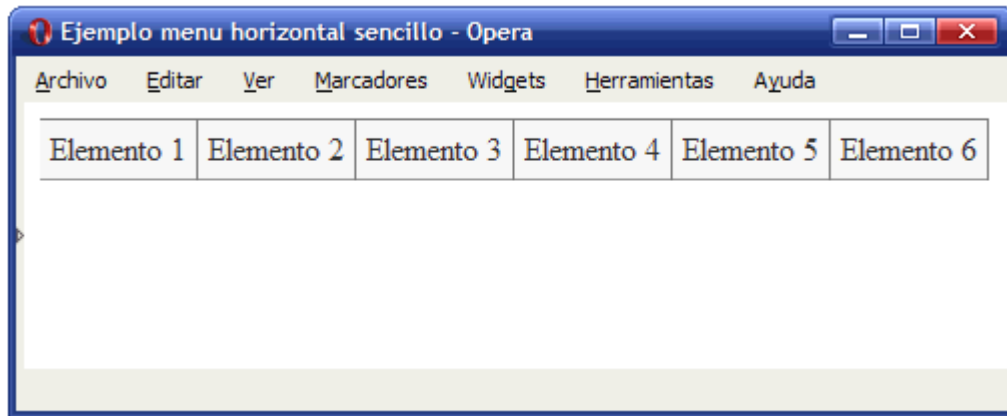 Ejemplo menu horizontal sencillo - Opera
Archivo Editar Ver Marcadores Widgets Herramientas Ayuda
Elemento 1 Elemento 2 Elemento 3 Elemento 4 Elemento 5 Elemento 6